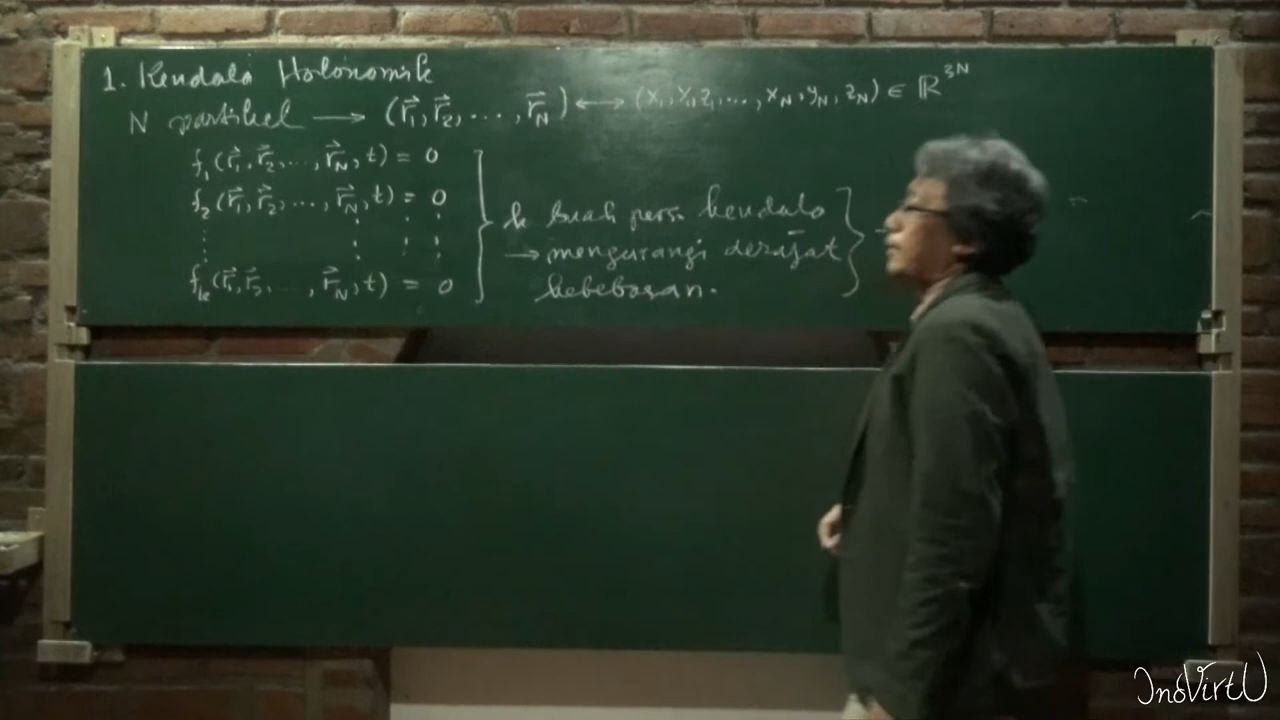 1. Kendala Holonomik
N partikel → (r⃗₁, r⃗₂, ..., r⃗_N) ↔ (x₁, y₁, z₁, ..., x_N, y_N, z_N) ∈ ℝ^{3N}
f₁(r⃗₁, r⃗₂, ..., r⃗_N, t) = 0
f₂(r⃗₁, r⃗₂, ..., r⃗_N, t) = 0
f_k(r⃗₁, r⃗₂, ..., r⃗_N, t) = 0
k buah pers. kendala
→ mengurangi derajat
kebebasan.
InoVirtU